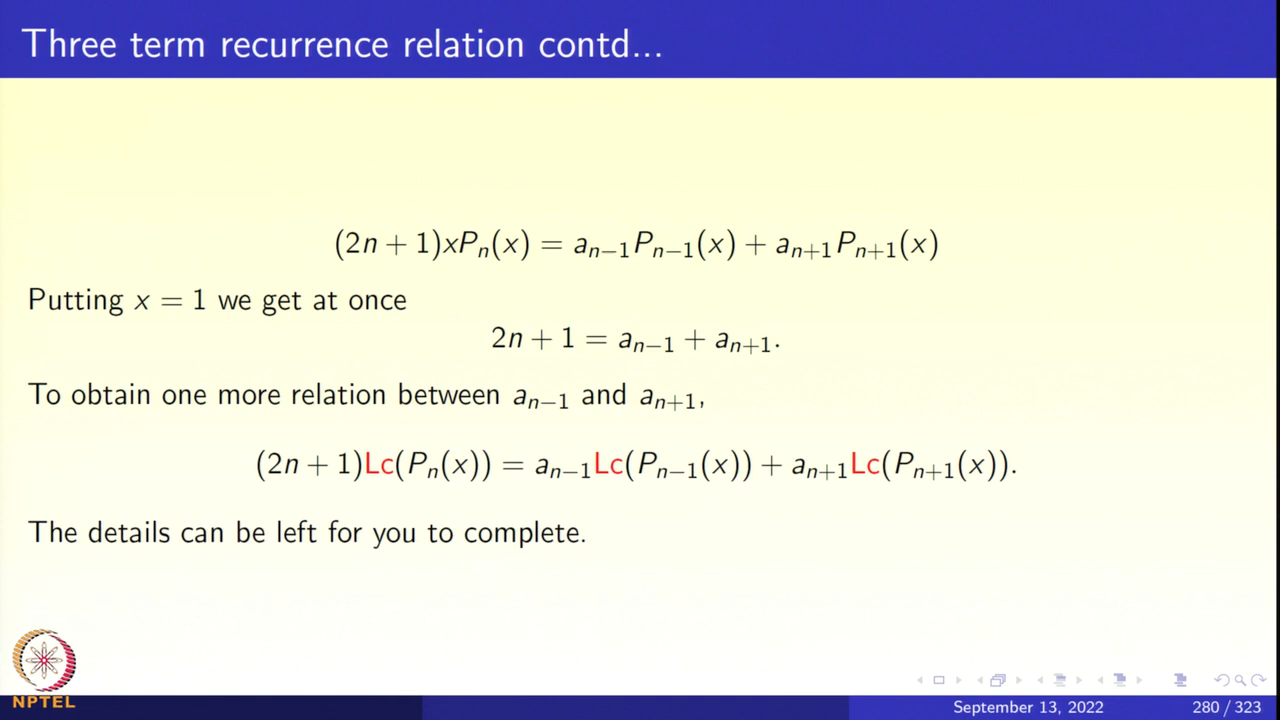 Three term recurrence relation contd...
(2n + 1)xPₙ(x) = aₙ₋₁Pₙ₋₁(x) + aₙ₊₁Pₙ₊₁(x)
Putting x = 1 we get at once
2n + 1 = aₙ₋₁ + aₙ₊₁.
To obtain one more relation between aₙ₋₁ and aₙ₊₁,
(2n + 1)Lc(Pₙ(x)) = aₙ₋₁Lc(Pₙ₋₁(x)) + aₙ₊₁Lc(Pₙ₊₁(x)).
The details can be left for you to complete.
NPTEL
September 13, 2022 280 / 323